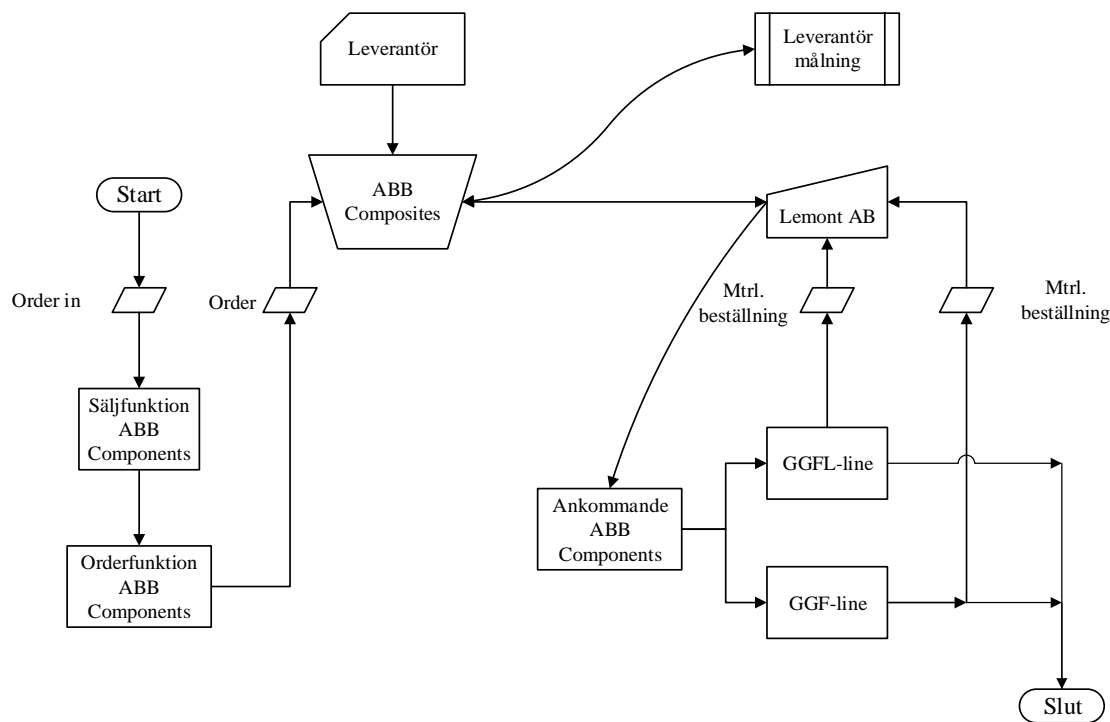 Leverantör
Leverantör
målning
Start
ABB
Composites
Lemont AB
Order in
Order
Mtrl.
beställning
Mtrl.
beställning
Säljfunktion
ABB
Components
GGFL-line
Ankommande
ABB
Components
Orderfunktion
ABB
Components
GGF-line
Slut